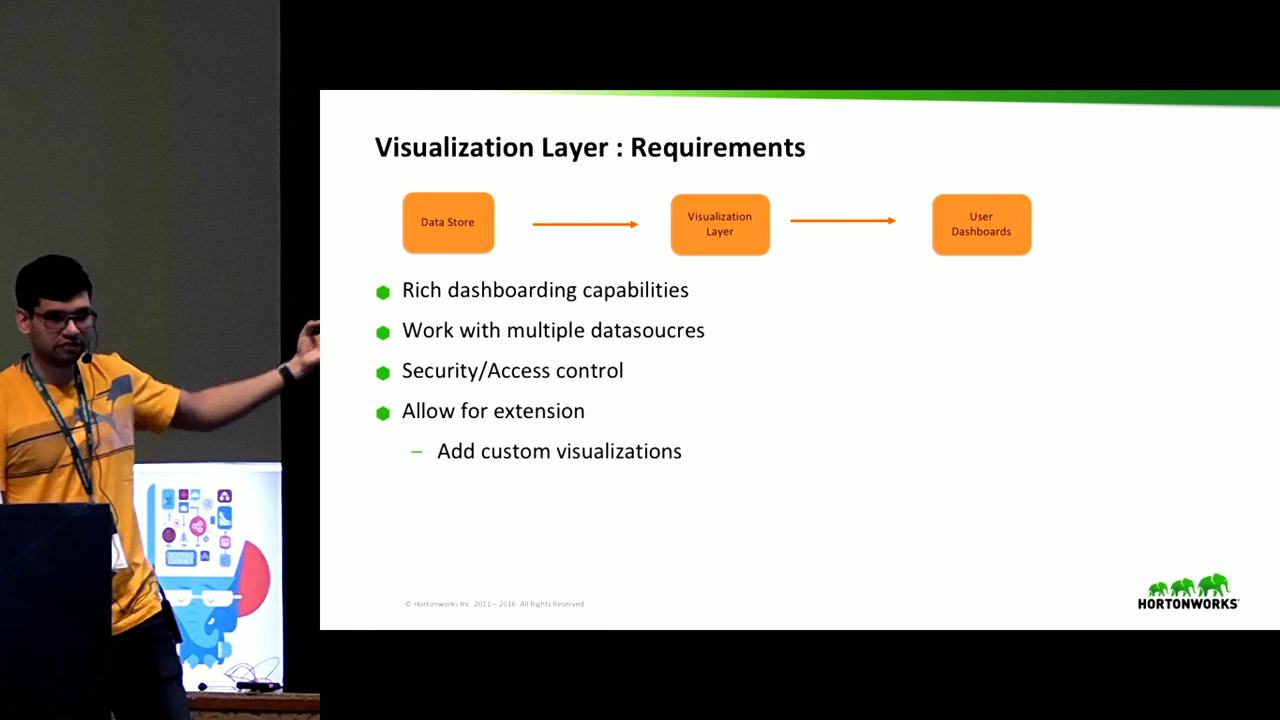 Visualization Layer : Requirements
Data Store
Visualization
Layer
User
Dashboards
Rich dashboarding capabilities
Work with multiple datasoucres
Security/Access control
Allow for extension
– Add custom visualizations
© Hortonworks Inc. 2011 – 2016. All Rights Reserved
HORTONWORKS